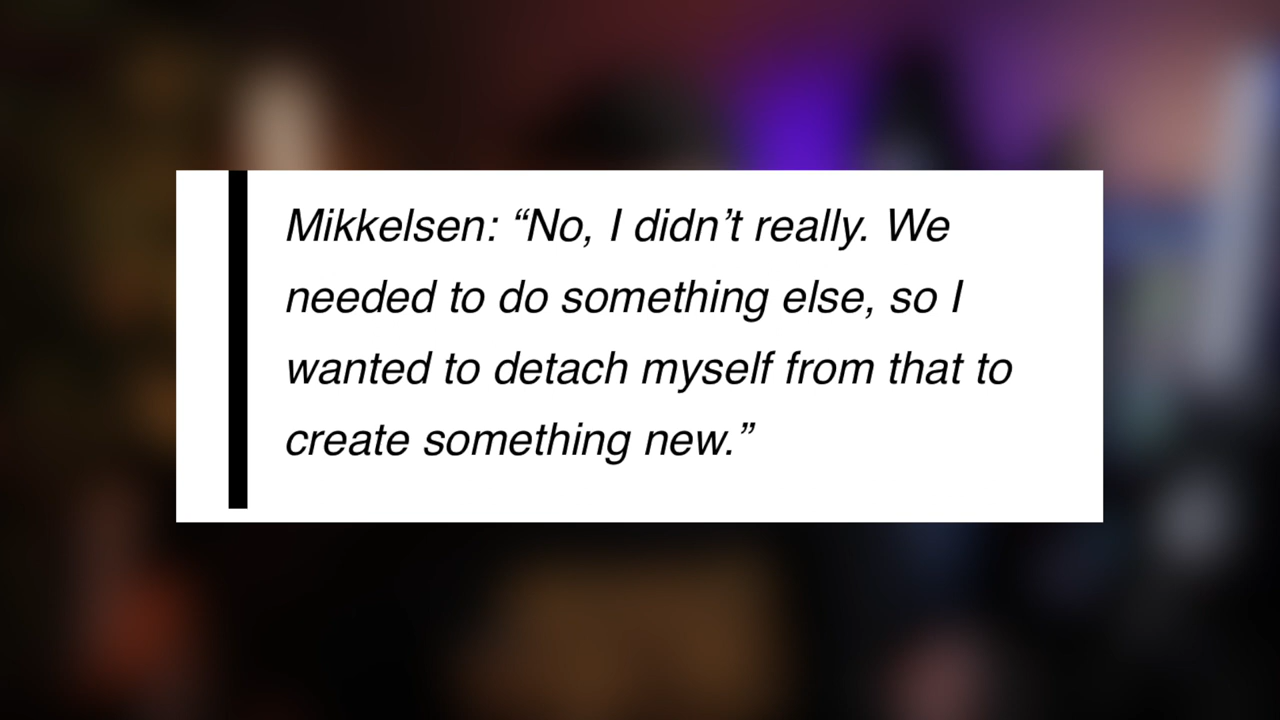 Mikkelsen: “No, I didn’t really. We
needed to do something else, so I
wanted to detach myself from that to
create something new.”